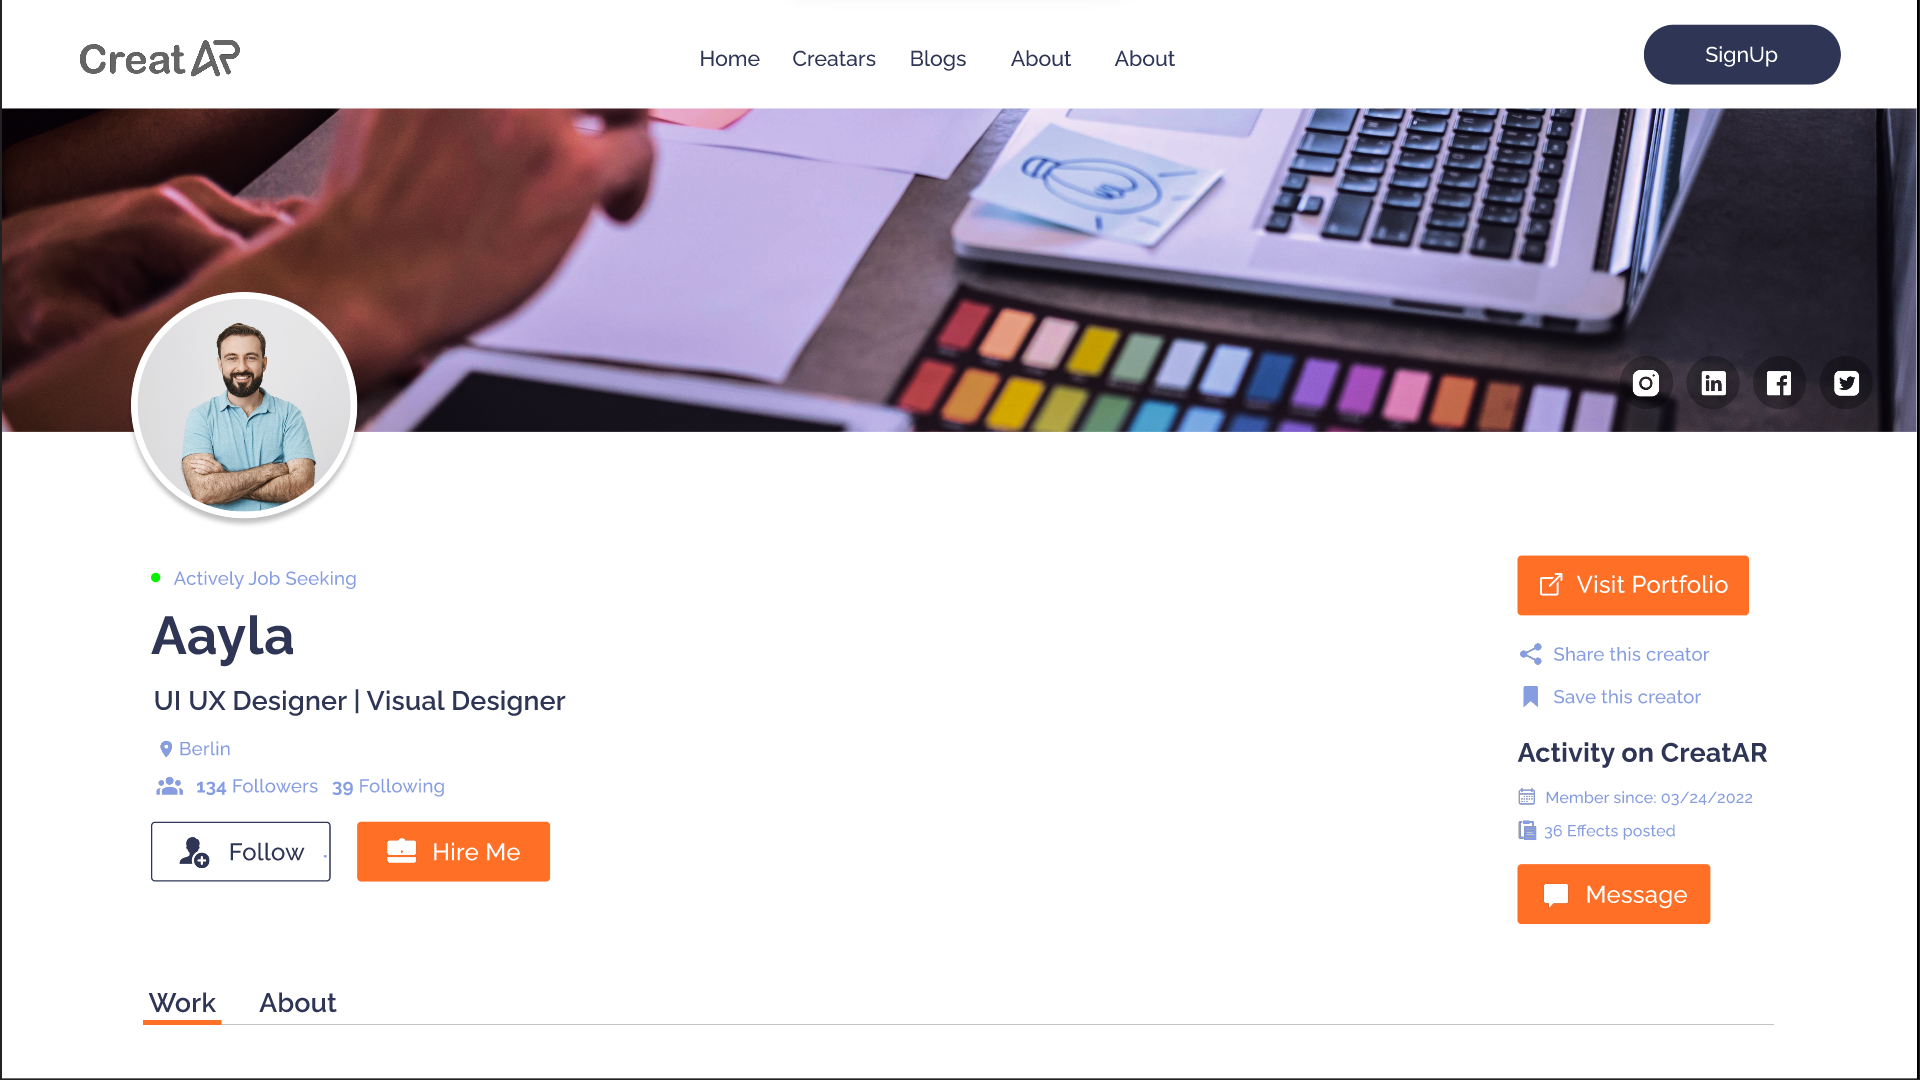 CreatAR
Home Creatars Blogs About About
SignUp
Actively Job Seeking
Aayla
UI UX Designer | Visual Designer
Berlin
134 Followers 39 Following
Follow
Hire Me
Visit Portfolio
Share this creator
Save this creator
Activity on CreatAR
Member since: 03/24/2022
36 Effects posted
Message
Work About